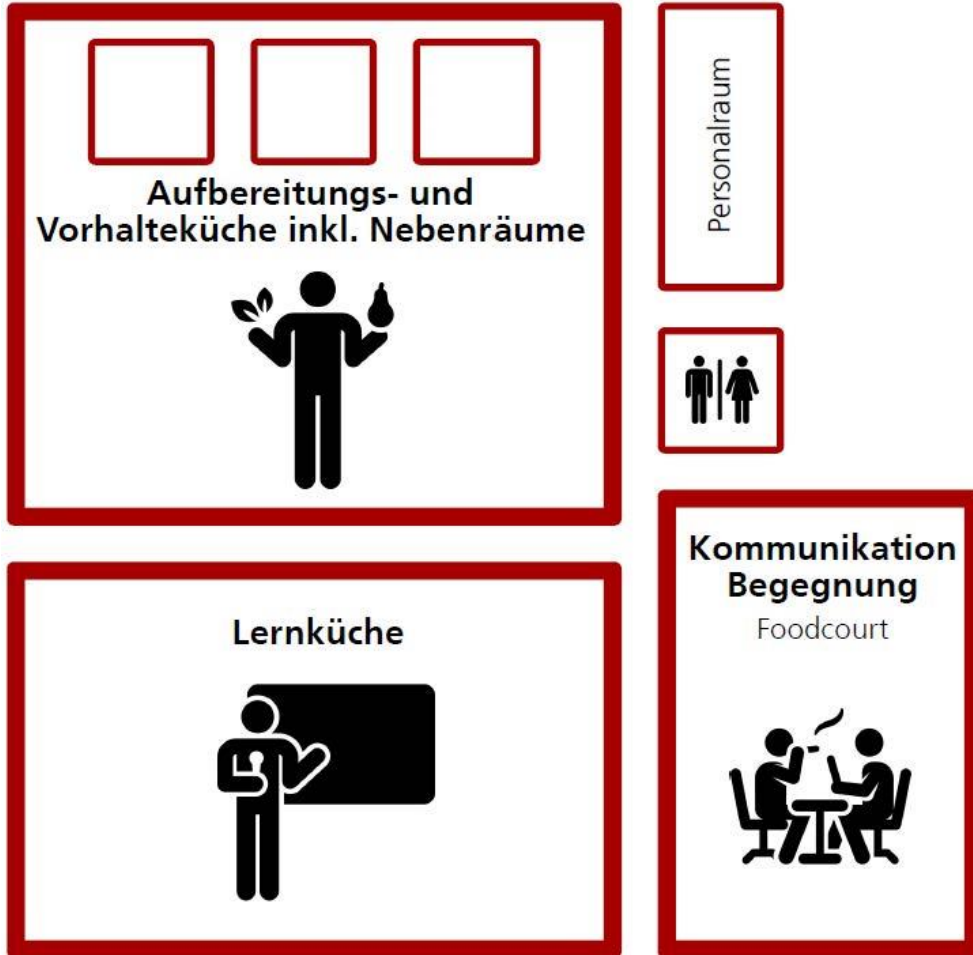 Aufbereitungs- und
Vorhalteküche inkl. Nebenräume
Personalraum
Lernküche
Kommunikation
Begegnung
Foodcourt